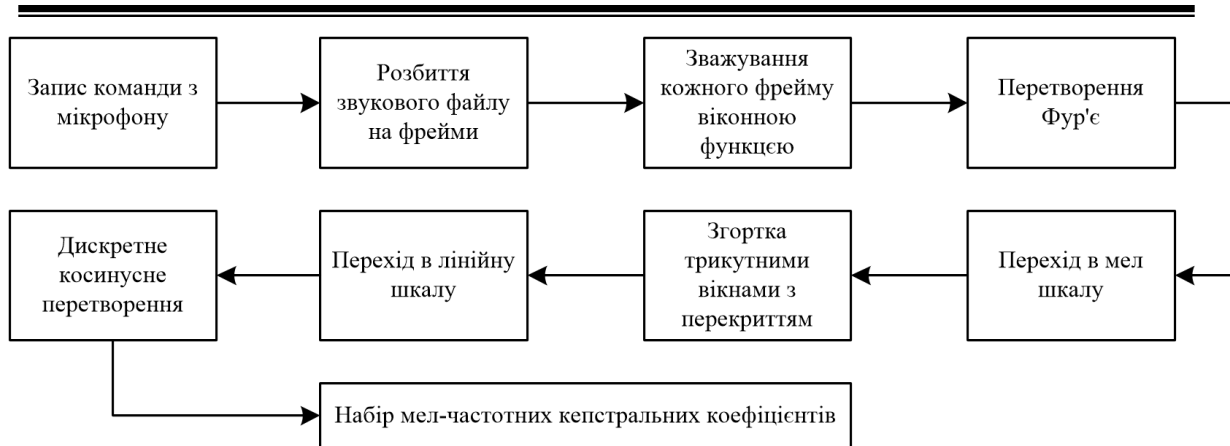 Запис команди з
мікрофону
Розбиття
звукового файлу
на фрейми
Зважування
кожного фрейму
віконною
функцєю
Перетворення
Фур'є
Перехід в мел
шкалу
Згортка
трикутними
вікнами з
перекриттям
Перехід в лінійну
шкалу
Дискретне
косинусне
перетворення
Набір мел-частотних кепстральних коефіцієнтів